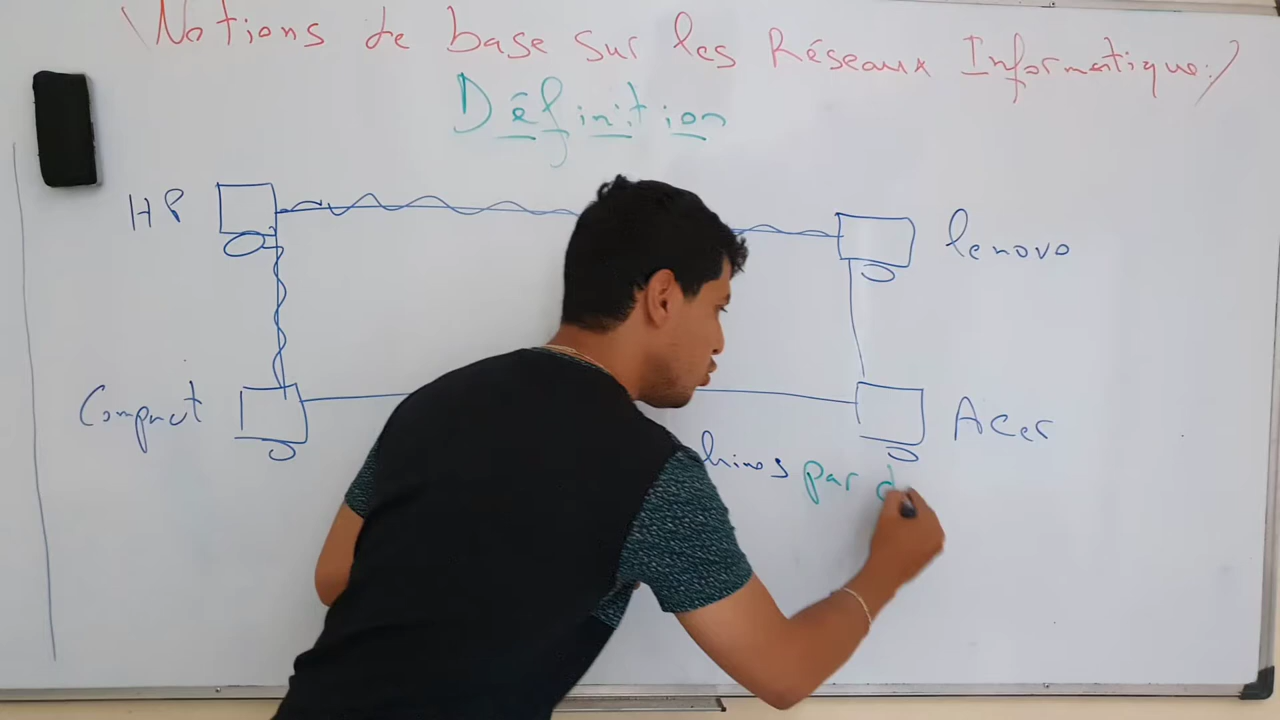 Notions de base sur les Réseaux Informatique:
Définition
HP
lenovo
Compact
Acer
par d